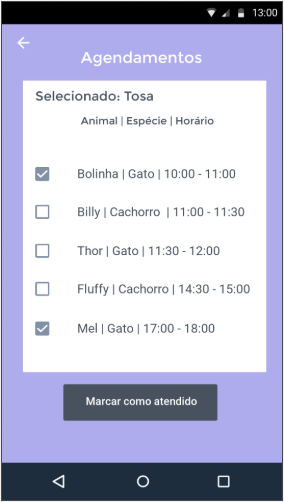 13:00
Agendamentos
Selecionado: Tosa
Animal | Espécie | Horário
Bolinha | Gato | 10:00 - 11:00
Billy | Cachorro | 11:00 - 11:30
Thor | Gato | 11:30 - 12:00
Fluffy | Cachorro | 14:30 - 15:00
Mel | Gato | 17:00 - 18:00
Marcar como atendido